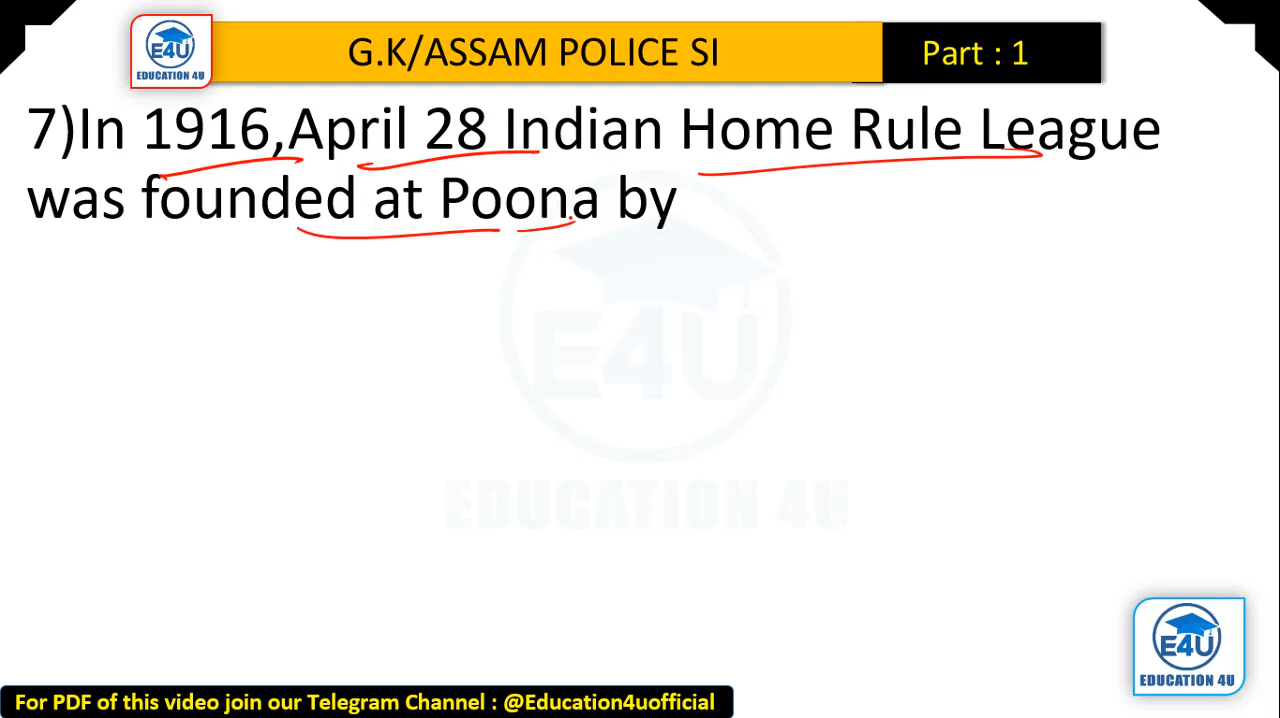 E4U
EDUCATION 4U
G.K/ASSAM POLICE SI
Part : 1
7)In 1916,April 28 Indian Home Rule League
was founded at Poona by
E4U
EDUCATION 4U
E4U
EDUCATION 4U
For PDF of this video join our Telegram Channel : @Education4uofficial